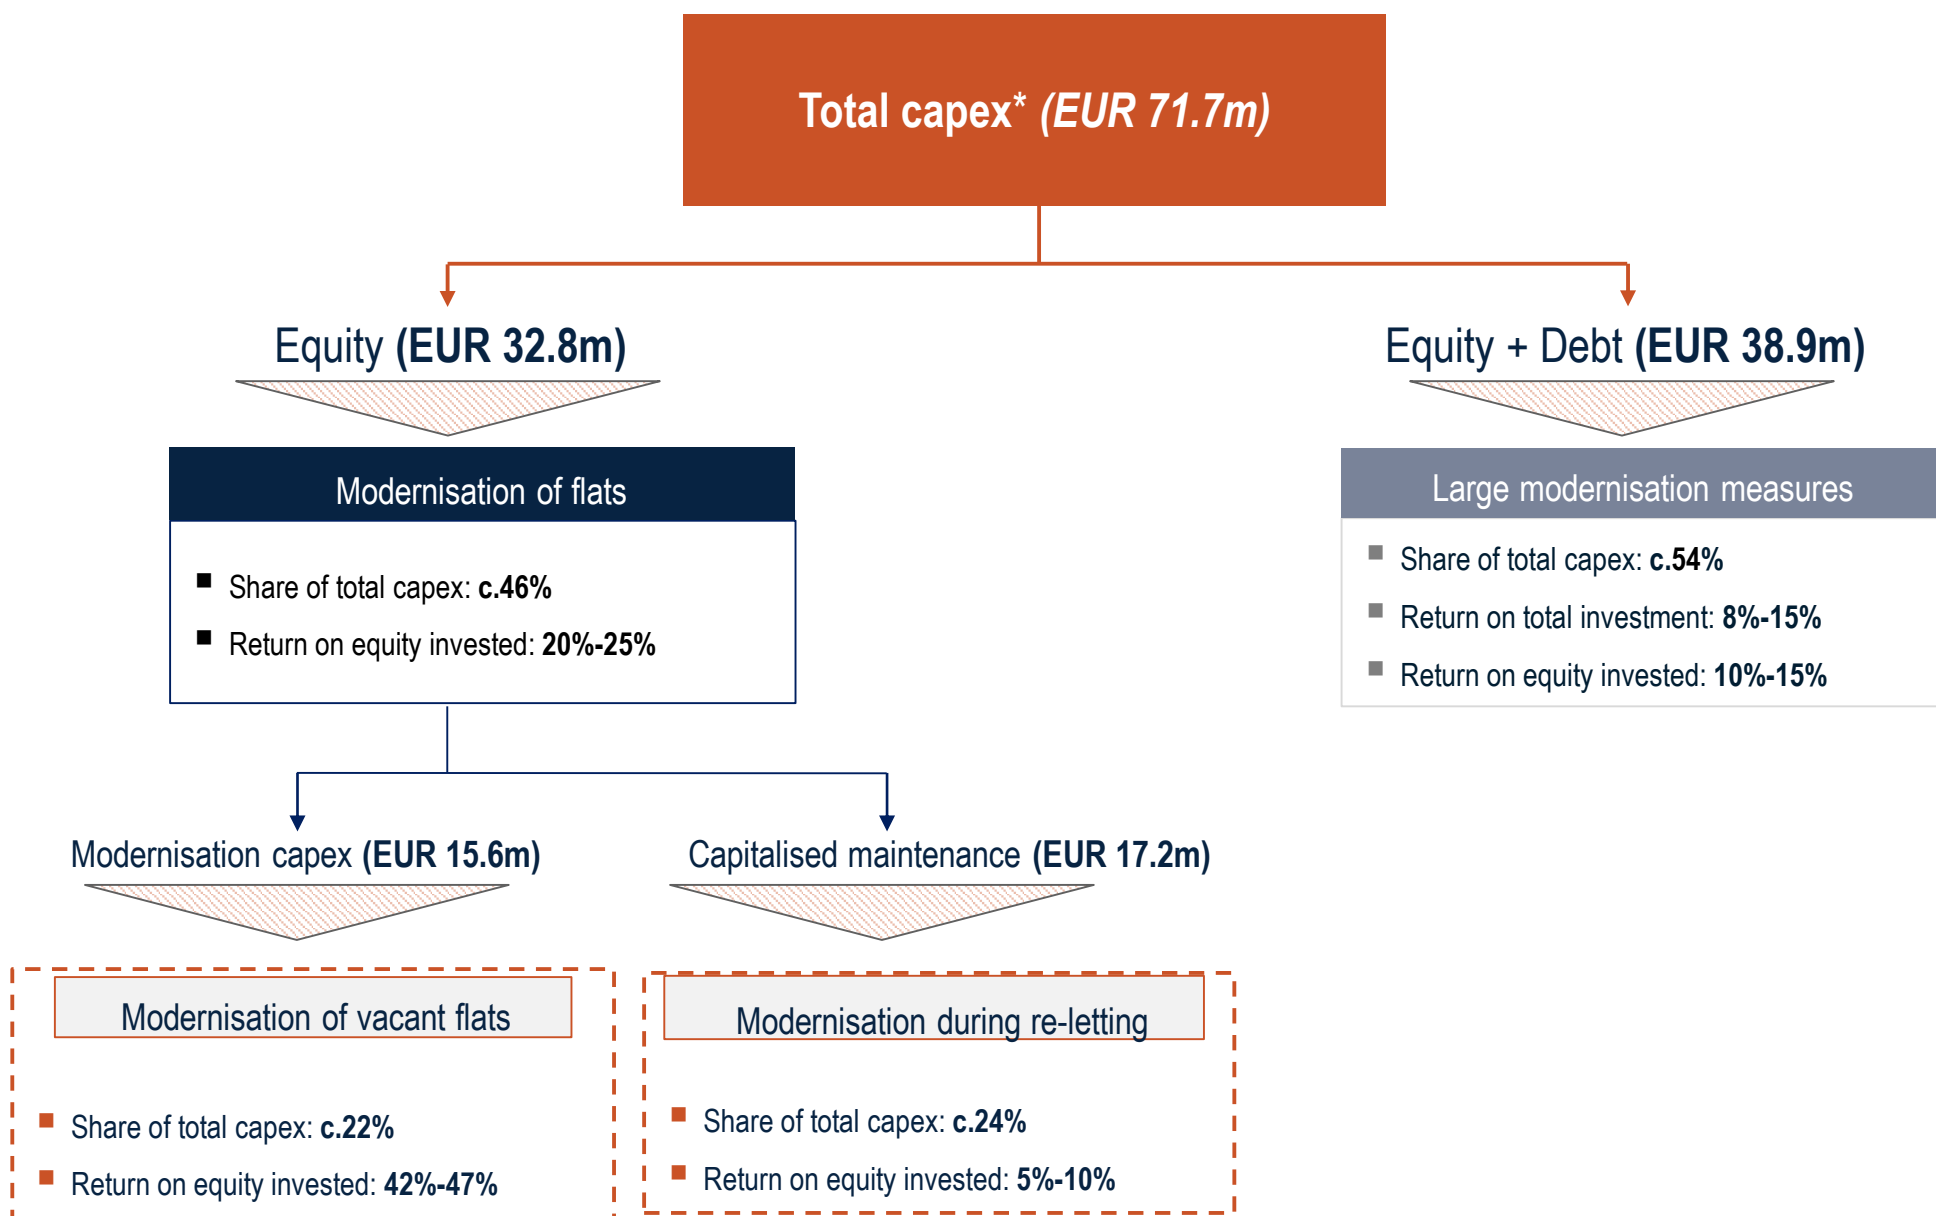 Total capex* (EUR 71.7m)
Equity (EUR 32.8m)
Equity + Debt (EUR 38.9m)
Modernisation of flats
Share of total capex: c.46%
Return on equity invested: 20%-25%
Large modernisation measures
Share of total capex: c.54%
Return on total investment: 8%-15%
Return on equity invested: 10%-15%
Modernisation capex (EUR 15.6m)
Capitalised maintenance (EUR 17.2m)
Modernisation of vacant flats
Share of total capex: c.22%
Return on equity invested: 42%-47%
Modernisation during re-letting
Share of total capex: c.24%
Return on equity invested: 5%-10%